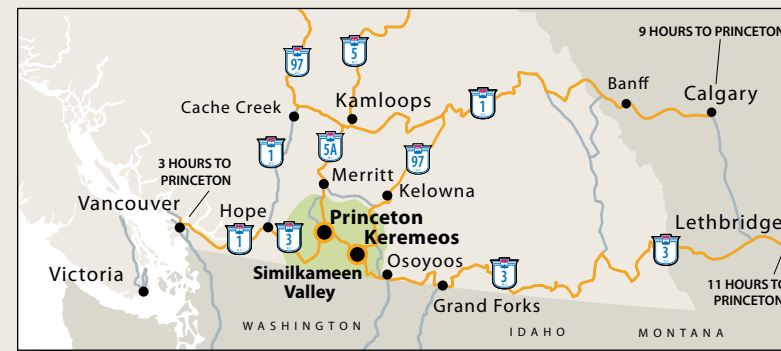 9 HOURS TO PRINCETON
97
5
Banff
Calgary
Cache Creek
Kamloops
1
1
5A
97
3 HOURS TO
PRINCETON
Merritt
Kelowna
Vancouver
Hope
Princeton
Lethbridge
1
3
Keremeos
3
Similkameen
Valley
Osoyoos
3
Victoria
Grand Forks
11 HOURS TO
PRINCETON
WASHINGTON
IDAHO
MONTANA